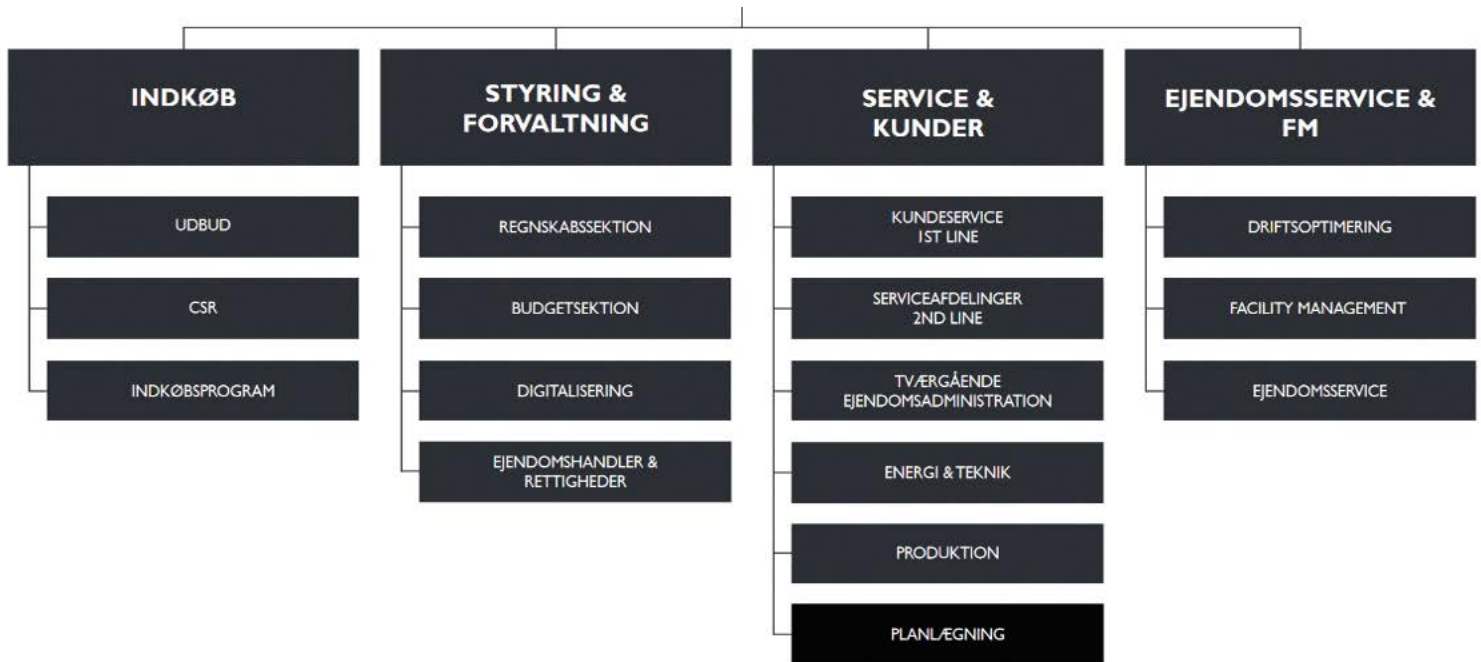 INDKØB
UDBUD
CSR
INDKØBSPROGRAM
STYRING &
FORVALTNING
REGNSKABSSEKTION
BUDGETSEKTION
DIGITALISERING
EJENDOMSHANDLER &
RETTIGHEDER
SERVICE &
KUNDER
KUNDESERVICE
1ST LINE
SERVICEAFDELINGER
2ND LINE
TVÆRGÅENDE
EJENDOMSADMINISTRATION
ENERGI & TEKNIK
PRODUKTION
PLANLÆGNING
EJENDOMSSERVICE &
FM
DRIFTSOPTIMERING
FACILITY MANAGEMENT
EJENDOMSSERVICE